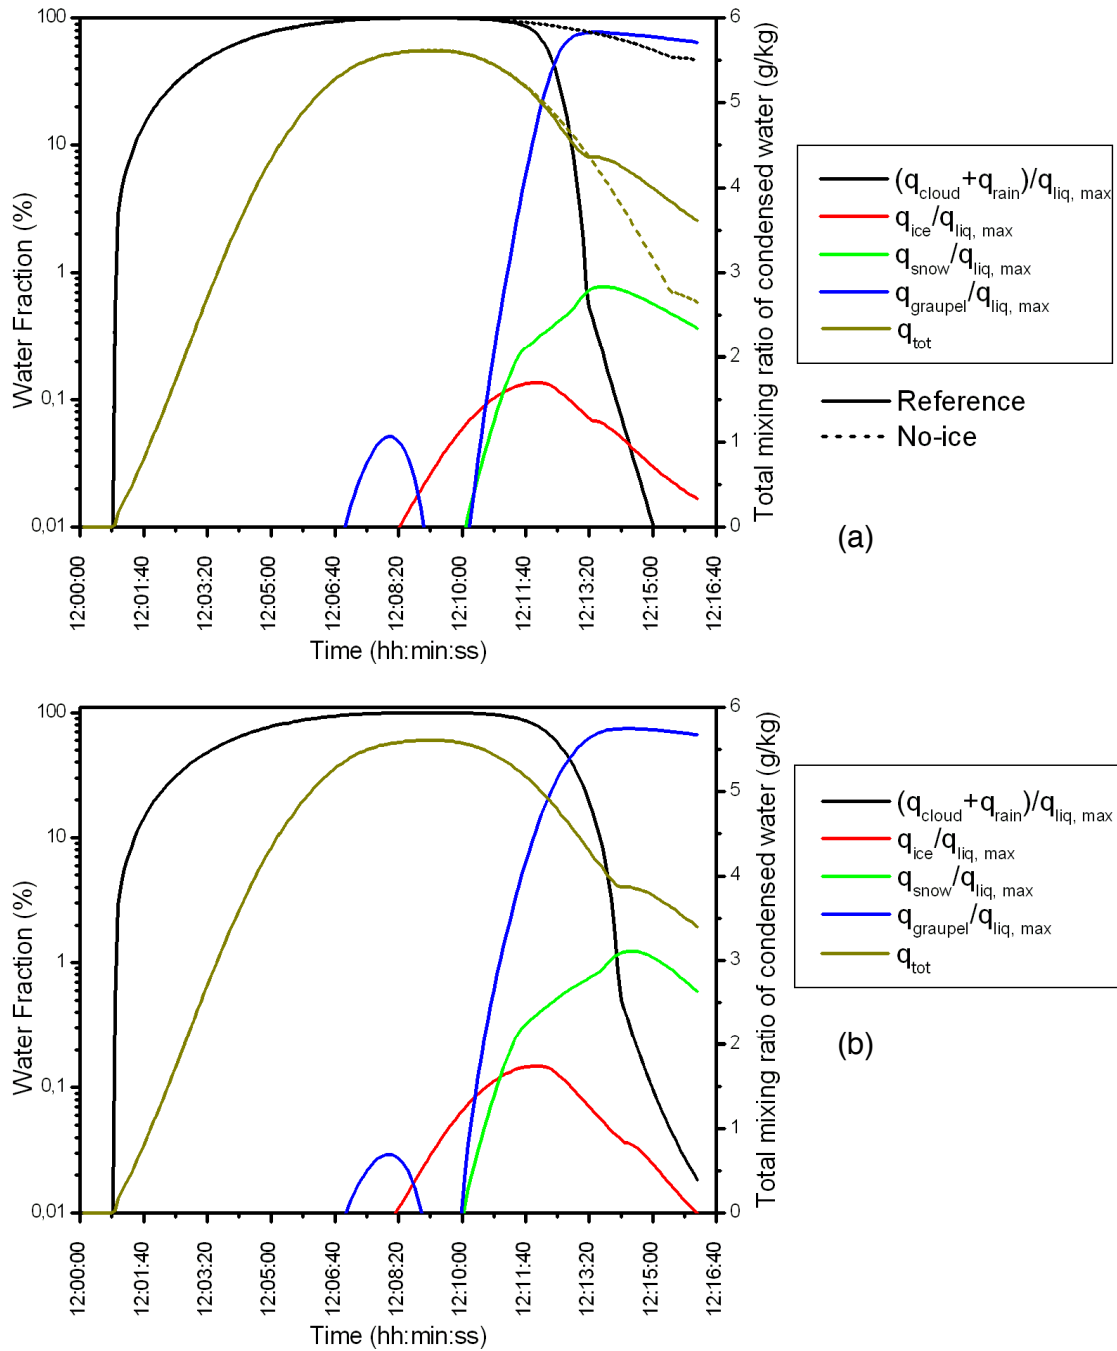 100
10
1
0,1
0,01
Water Fraction (%)
6
5
4
3
2
1
0
Total mixing ratio of condensed water (g/kg)
12:00:00
12:01:40
12:03:20
12:05:00
12:06:40
12:08:20
12:10:00
12:11:40
12:13:20
12:15:00
12:16:40
Time (hh:min:ss)
(qcloud+qrain)/qliq, max
qice/qliq, max
qsnow/qliq, max
qgraupel/qliq, max
qtot
Reference
No-ice
(a)
100
10
1
0,1
0,01
Water Fraction (%)
6
5
4
3
2
1
0
Total mixing ratio of condensed water (g/kg)
12:00:00
12:01:40
12:03:20
12:05:00
12:06:40
12:08:20
12:10:00
12:11:40
12:13:20
12:15:00
12:16:40
Time (hh:min:ss)
(qcloud+qrain)/qliq, max
qice/qliq, max
qsnow/qliq, max
qgraupel/qliq, max
qtot
(b)